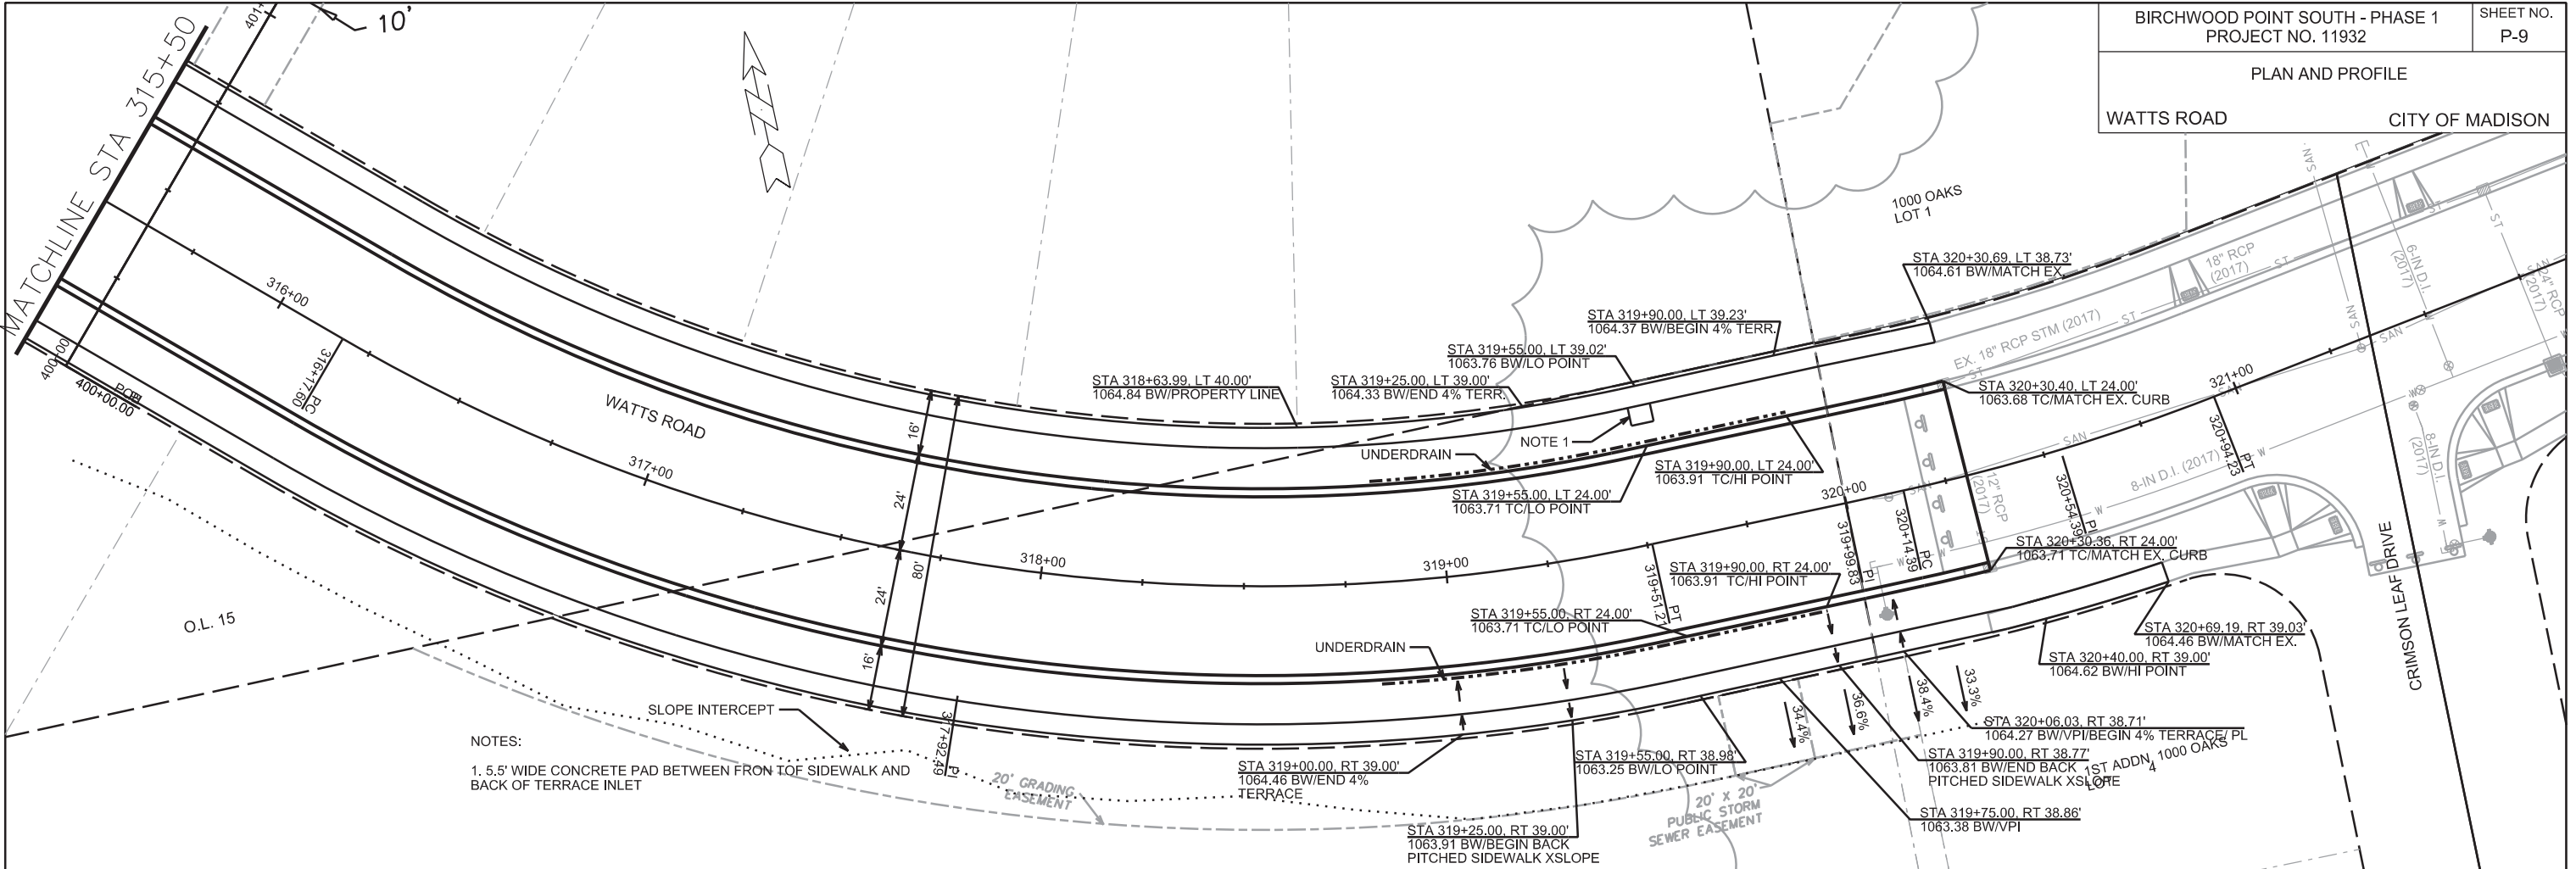 BIRCHWOOD POINT SOUTH - PHASE 1
PROJECT NO. 11932
SHEET NO.
P-9
PLAN AND PROFILE
WATTS ROAD
CITY OF MADISON
10'
MATCHLINE STA 315+50
400+00.00
316+00
316+17.60
PC
WATTS ROAD
317+00
16'
24'
80'
24'
16'
318+00
317+92.49
PI
319+00
319+51.21
PT
320+00
319+99.83
PI
320+14.39
PC
320+54.39
PI
320+94.23
PT
321+00
1000 OAKS
LOT 1
STA 320+30.69, LT 38.73'
1064.61 BW/MATCH EX.
STA 319+90.00, LT 39.23'
1064.37 BW/BEGIN 4% TERR.
STA 319+55.00, LT 39.02'
1063.76 BW/LO POINT
STA 318+63.99, LT 40.00'
1064.84 BW/PROPERTY LINE
STA 319+25.00, LT 39.00'
1064.33 BW/END 4% TERR.
STA 320+30.40, LT 24.00'
1063.68 TC/MATCH EX. CURB
NOTE 1
UNDERDRAIN
STA 319+90.00, LT 24.00'
1063.91 TC/HI POINT
STA 319+55.00, LT 24.00'
1063.71 TC/LO POINT
STA 320+30.36, RT 24.00'
1063.71 TC/MATCH EX. CURB
STA 319+90.00, RT 24.00'
1063.91 TC/HI POINT
STA 319+55.00, RT 24.00'
1063.71 TC/LO POINT
UNDERDRAIN
STA 320+69.19, RT 39.03'
1064.46 BW/MATCH EX.
STA 320+40.00, RT 39.00'
1064.62 BW/HI POINT
33.3%
38.4%
36.6%
34.4%
STA 320+06.03, RT 38.71'
1064.27 BW/VPI/BEGIN 4% TERRACE/ PL
STA 319+90.00, RT 38.77'
1063.81 BW/END BACK
PITCHED SIDEWALK XSLOPE
1ST ADDN, 1000 OAKS
LOT 4
STA 319+75.00, RT 38.86'
1063.38 BW/VPI
STA 319+55.00, RT 38.98'
1063.25 BW/LO POINT
STA 319+00.00, RT 39.00'
1064.46 BW/END 4%
TERRACE
STA 319+25.00, RT 39.00'
1063.91 BW/BEGIN BACK
PITCHED SIDEWALK XSLOPE
20' X 20'
PUBLIC STORM
SEWER EASEMENT
20' GRADING
EASEMENT
SLOPE INTERCEPT
O.L. 15
NOTES:
1. 5.5' WIDE CONCRETE PAD BETWEEN FRON TOF SIDEWALK AND
BACK OF TERRACE INLET
EX. 18" RCP STM (2017)
ST
18" RCP
(2017)
ST
ST
SAN
SAN
SAN
SAN
6-IN D.I.
(2017)
ST
24" RCP
(2017)
12" RCP
(2017)
8-IN D.I. (2017)
W
W
8-IN D.I.
(2017)
CRIMSON LEAF DRIVE